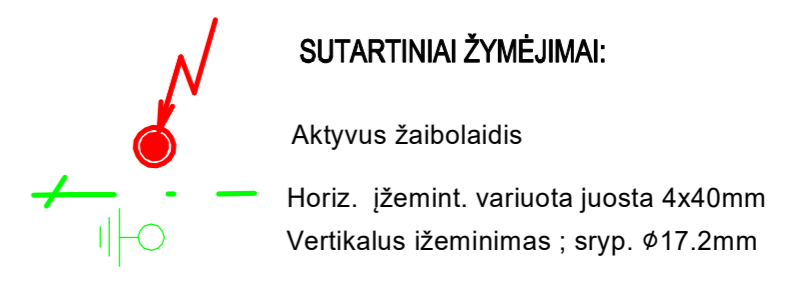 SUTARTINIAI ŽYMĖJIMAI:
Aktyvus žaibolaidis
Horiz. įžemint. variuota juosta 4x40mm
Vertikalus ižeminimas ; sryp. ⌀17.2mm